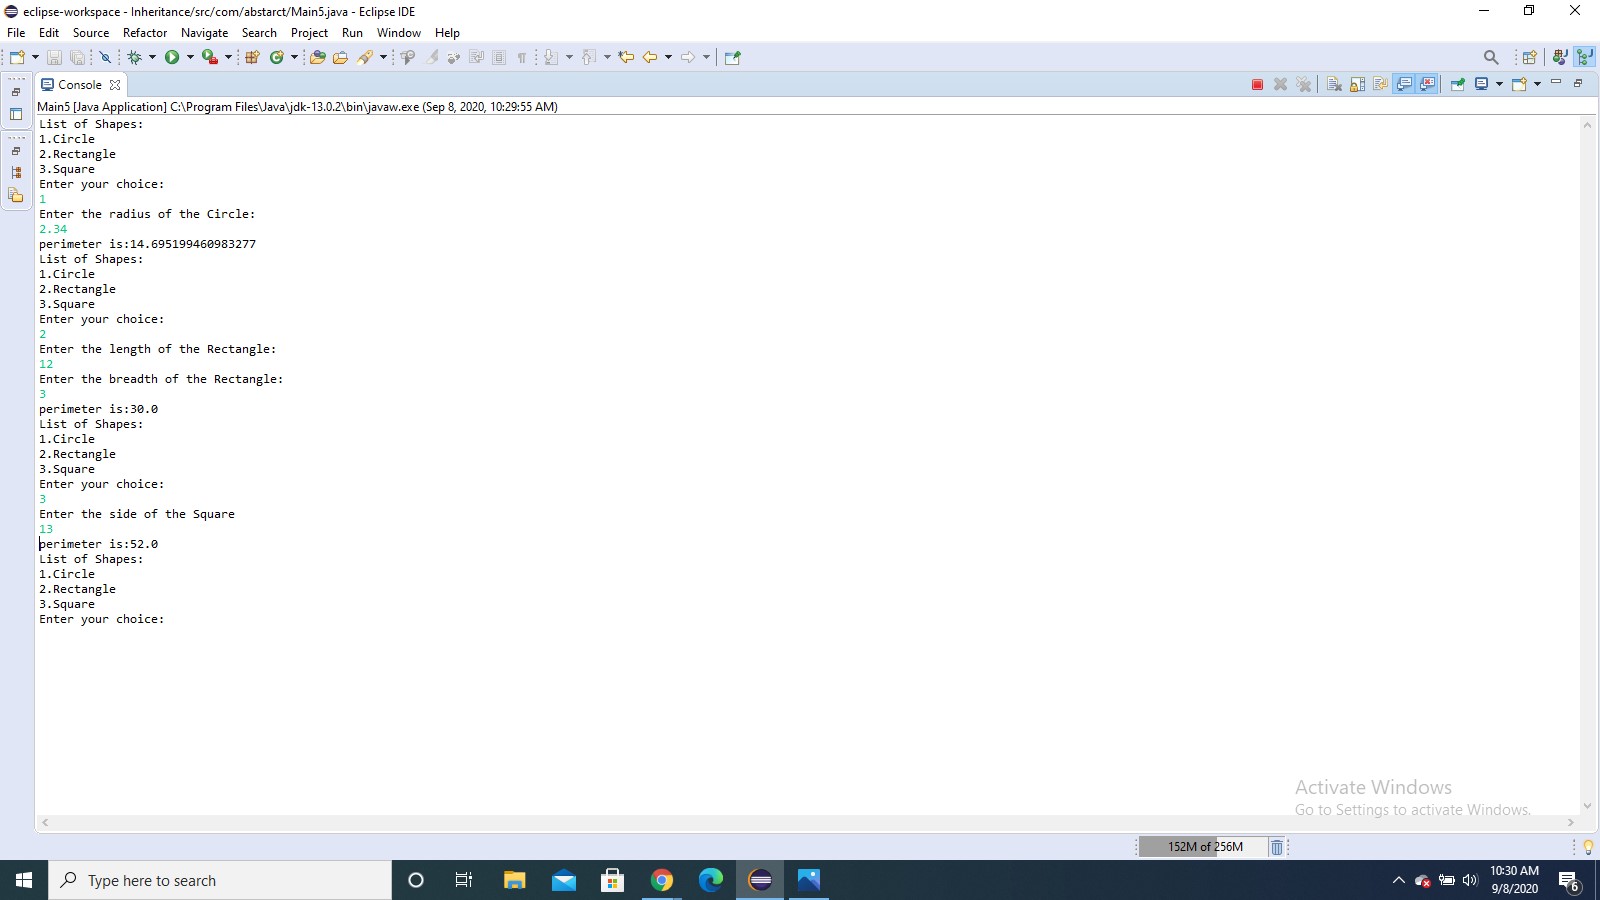 eclipse-workspace - Inheritance/src/com/abstarct/Main5.java - Eclipse IDE
File Edit Source Refactor Navigate Search Project Run Window Help
Console
Main5 [Java Application] C:\Program Files\Java\jdk-13.0.2\bin\javaw.exe (Sep 8, 2020, 10:29:55 AM)
List of Shapes:
1.Circle
2.Rectangle
3.Square
Enter your choice:
1
Enter the radius of the Circle:
2.34
perimeter is:14.695199460983277
List of Shapes:
1.Circle
2.Rectangle
3.Square
Enter your choice:
2
Enter the length of the Rectangle:
12
Enter the breadth of the Rectangle:
3
perimeter is:30.0
List of Shapes:
1.Circle
2.Rectangle
3.Square
Enter your choice:
3
Enter the side of the Square
13
perimeter is:52.0
List of Shapes:
1.Circle
2.Rectangle
3.Square
Enter your choice:
Activate Windows
Go to Settings to activate Windows.
152M of 256M
Type here to search
10:30 AM
9/8/2020
6